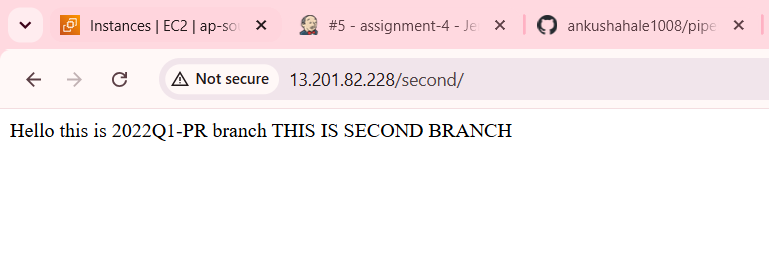 Instances | EC2 | ap-sou
#5 - assignment-4 - Je
ankushahale1008/pipe
Not secure
13.201.82.228/second/
Hello this is 2022Q1-PR branch THIS IS SECOND BRANCH